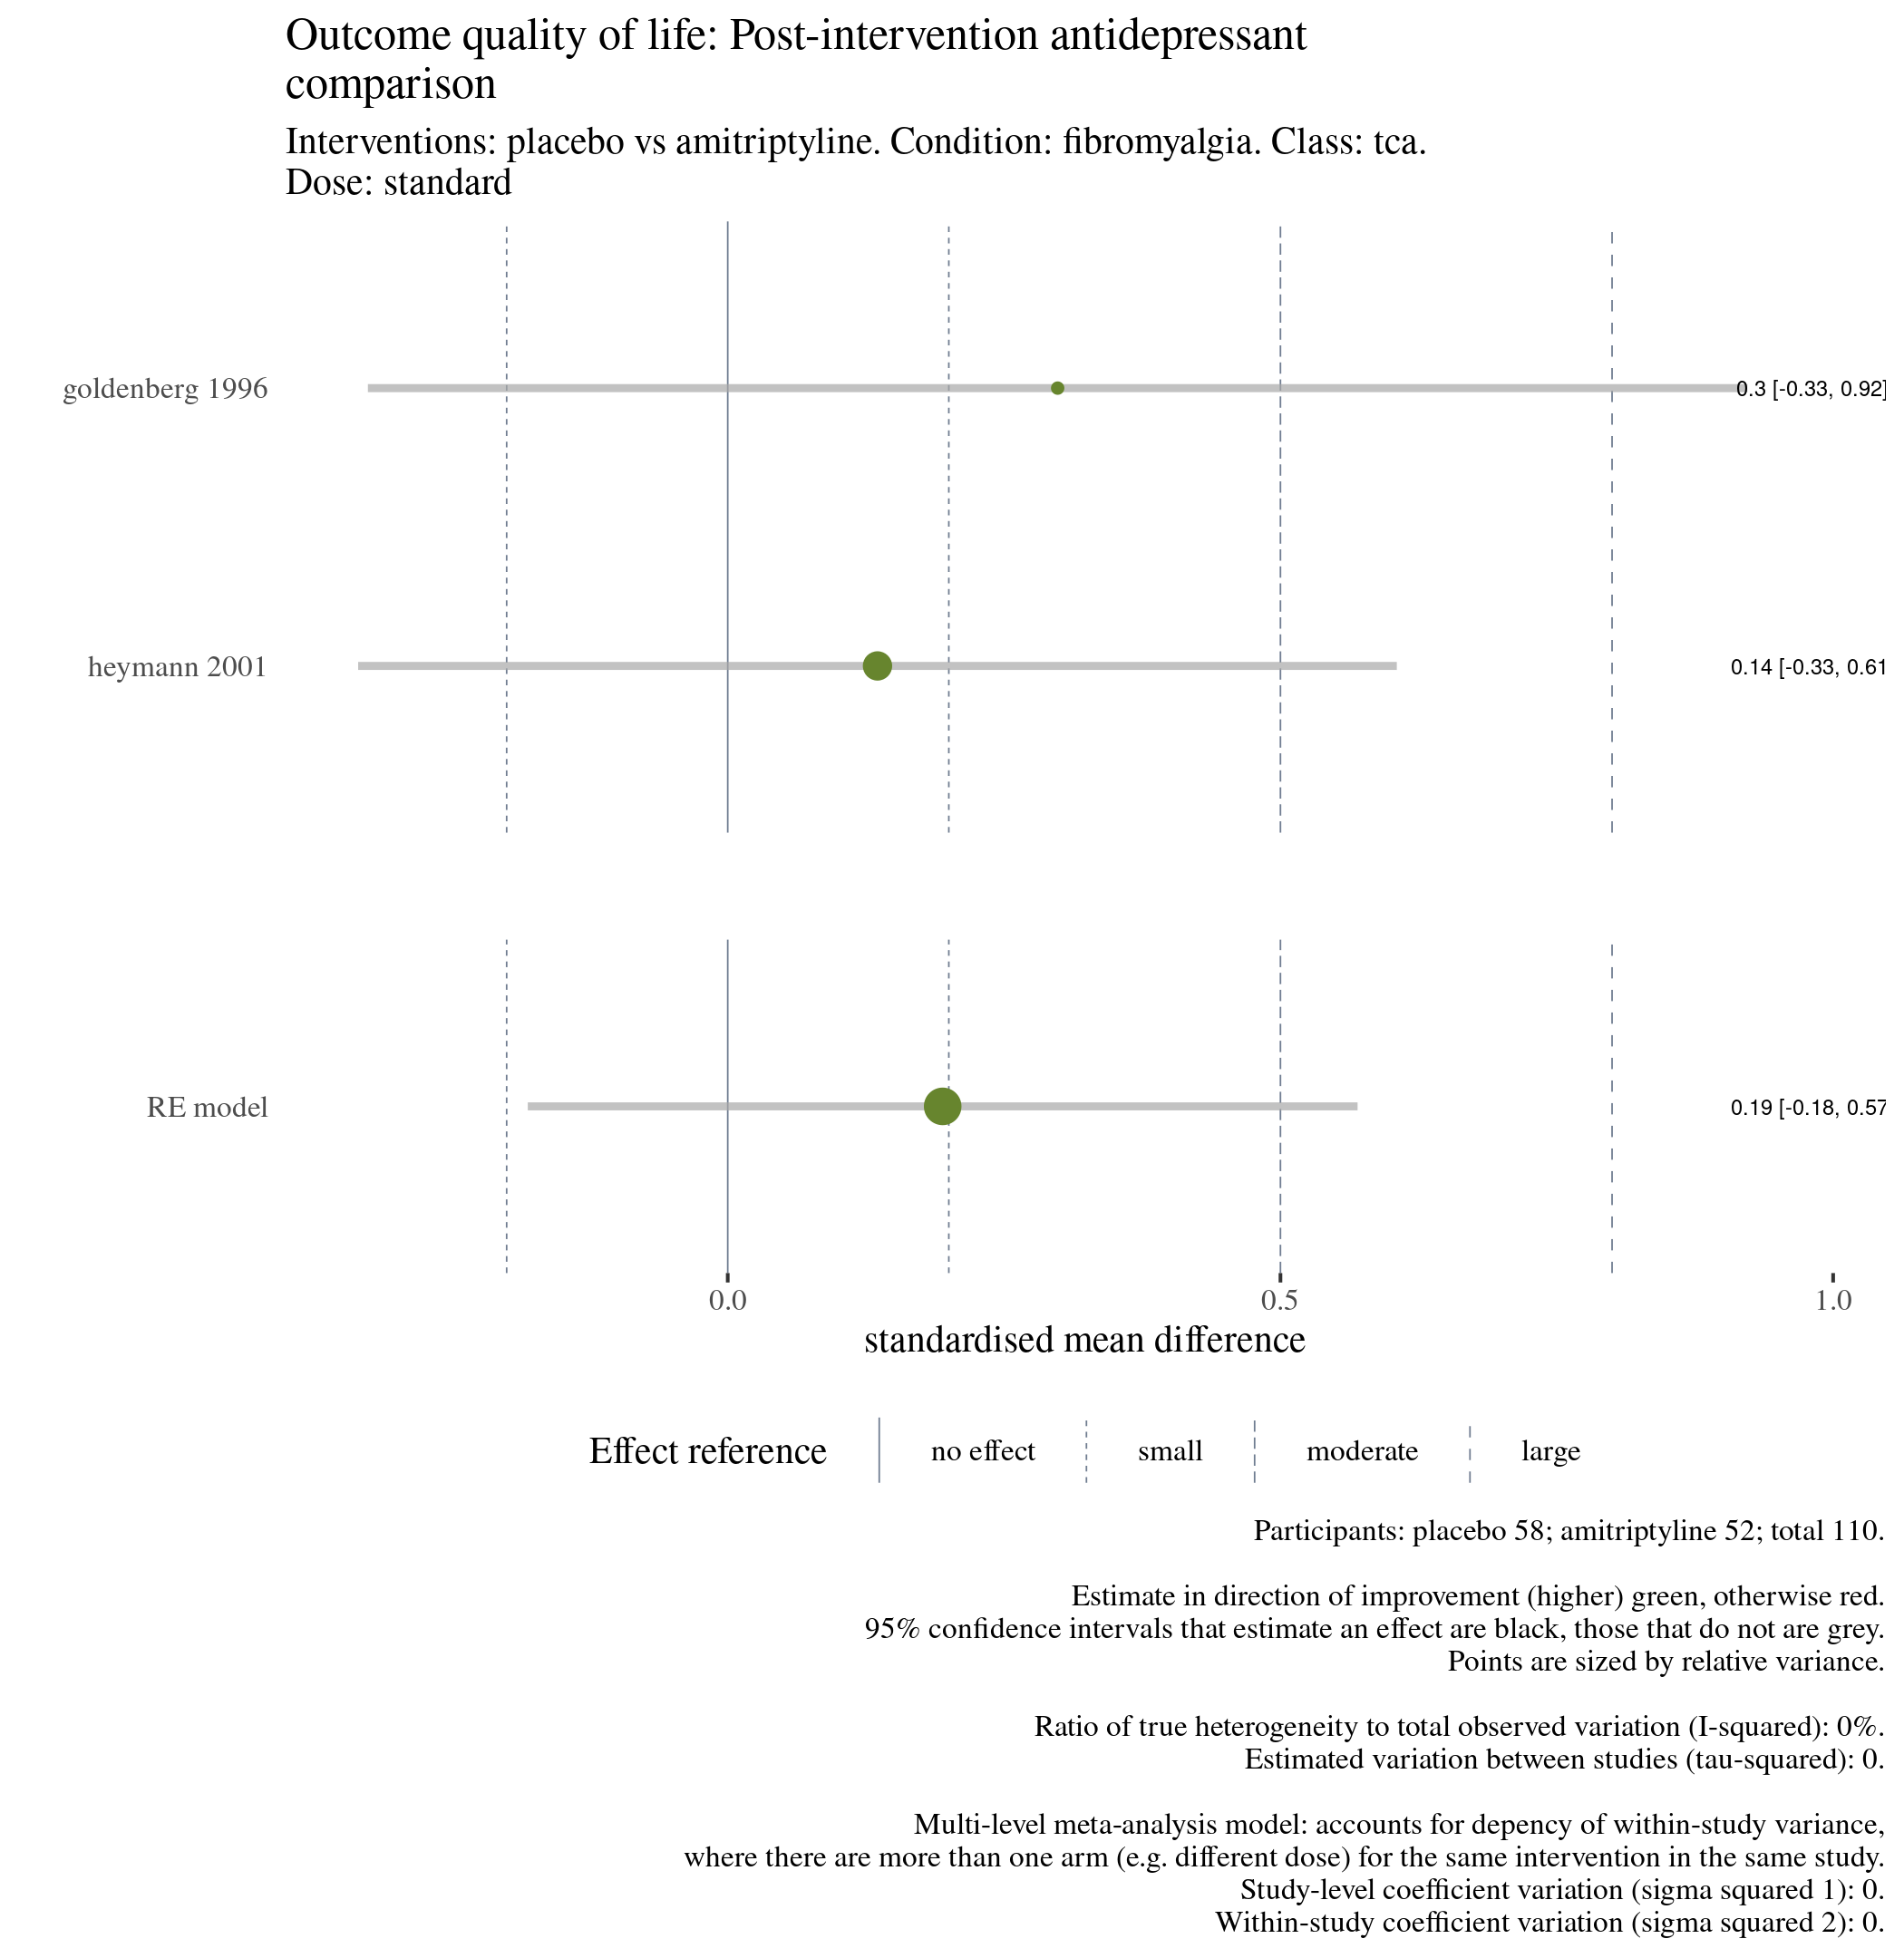 Outcome quality of life: Post-intervention antidepressant
comparison
Interventions: placebo vs amitriptyline. Condition: fibromyalgia. Class: tca.
Dose: standard
goldenberg 1996
0.3 [-0.33, 0.92]
heymann 2001
0.14 [-0.33, 0.61
RE model
0.19 [-0.18, 0.57
0.0 0.5 1.0
standardised mean difference
Effect reference no effect small moderate large
Participants: placebo 58; amitriptyline 52; total 110.
Estimate in direction of improvement (higher) green, otherwise red.
95% confidence intervals that estimate an effect are black, those that do not are grey.
Points are sized by relative variance.
Ratio of true heterogeneity to total observed variation (I-squared): 0%.
Estimated variation between studies (tau-squared): 0.
Multi-level meta-analysis model: accounts for depency of within-study variance,
where there are more than one arm (e.g. different dose) for the same intervention in the same study.
Study-level coefficient variation (sigma squared 1): 0.
Within-study coefficient variation (sigma squared 2): 0.